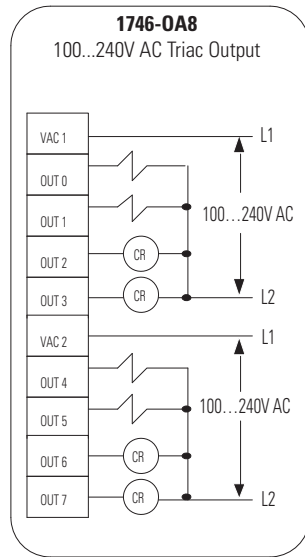 1746-OA8
100...240V AC Triac Output
VAC 1
L1
OUT 0
OUT 1
100...240V AC
OUT 2
CR
OUT 3
CR
L2
VAC 2
L1
OUT 4
OUT 5
100...240V AC
OUT 6
CR
OUT 7
CR
L2